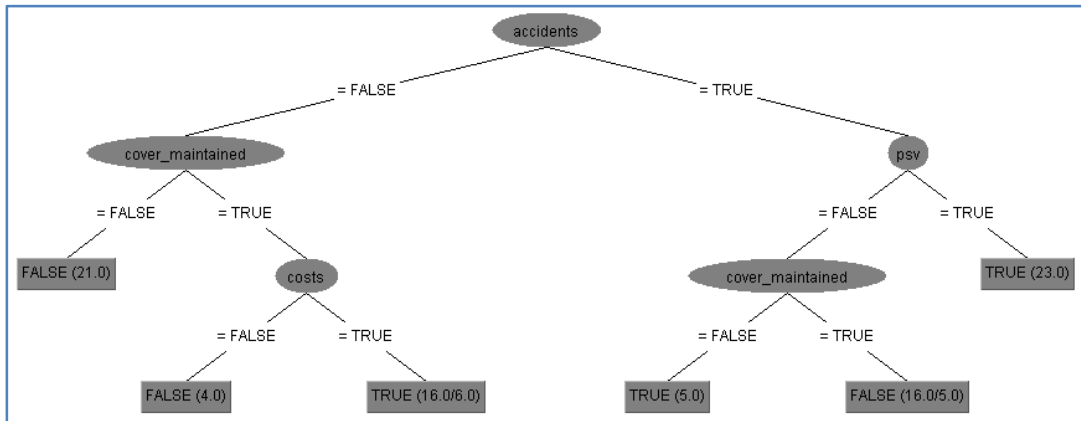 accidents
= FALSE
= TRUE
cover_maintained
psv
= FALSE
= TRUE
= FALSE
= TRUE
FALSE (21.0)
costs
cover_maintained
TRUE (23.0)
= FALSE
= TRUE
= FALSE
= TRUE
FALSE (4.0)
TRUE (16.0/6.0)
TRUE (5.0)
FALSE (16.0/5.0)